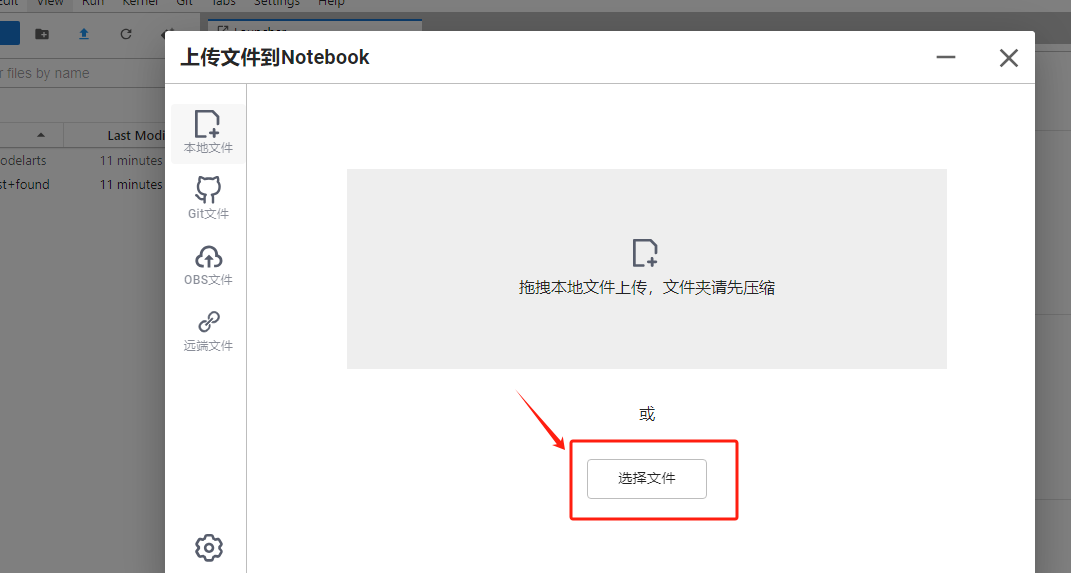 Edit View Run Kernel Git Tabs Settings Help
Launcher
files by name
上传文件到Notebook
Last Modi
odelarts 11 minutes
st+found 11 minutes
本地文件
Git文件
OBS文件
远端文件
拖拽本地文件上传，文件夹请先压缩
或
选择文件